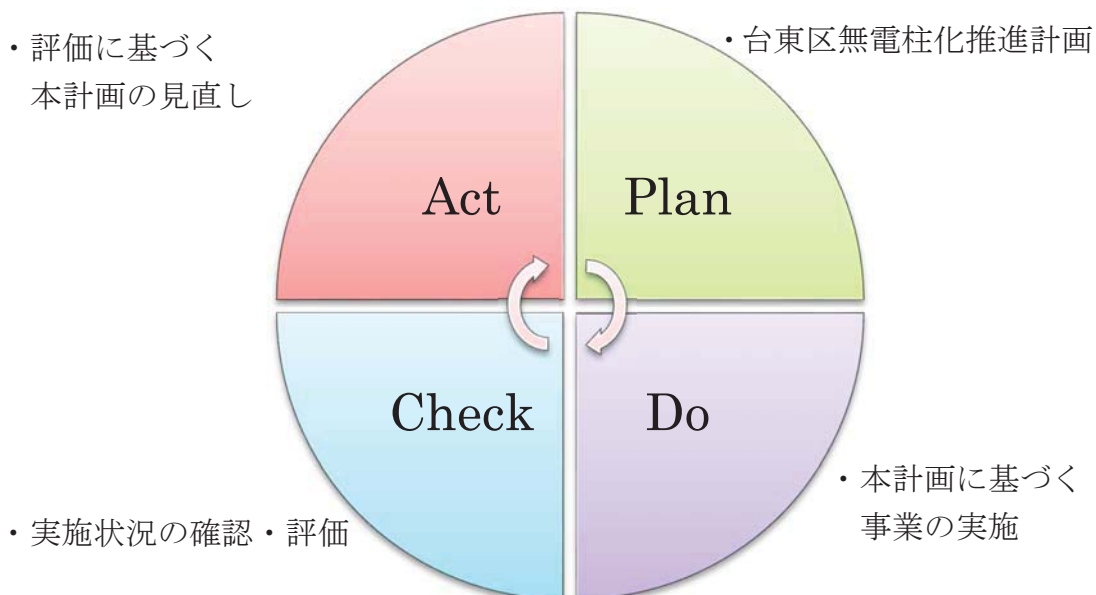 ・評価に基づく
本計画の見直し
・台東区無電柱化推進計画
Act
Plan
Check
Do
・実施状況の確認・評価
・本計画に基づく
事業の実施